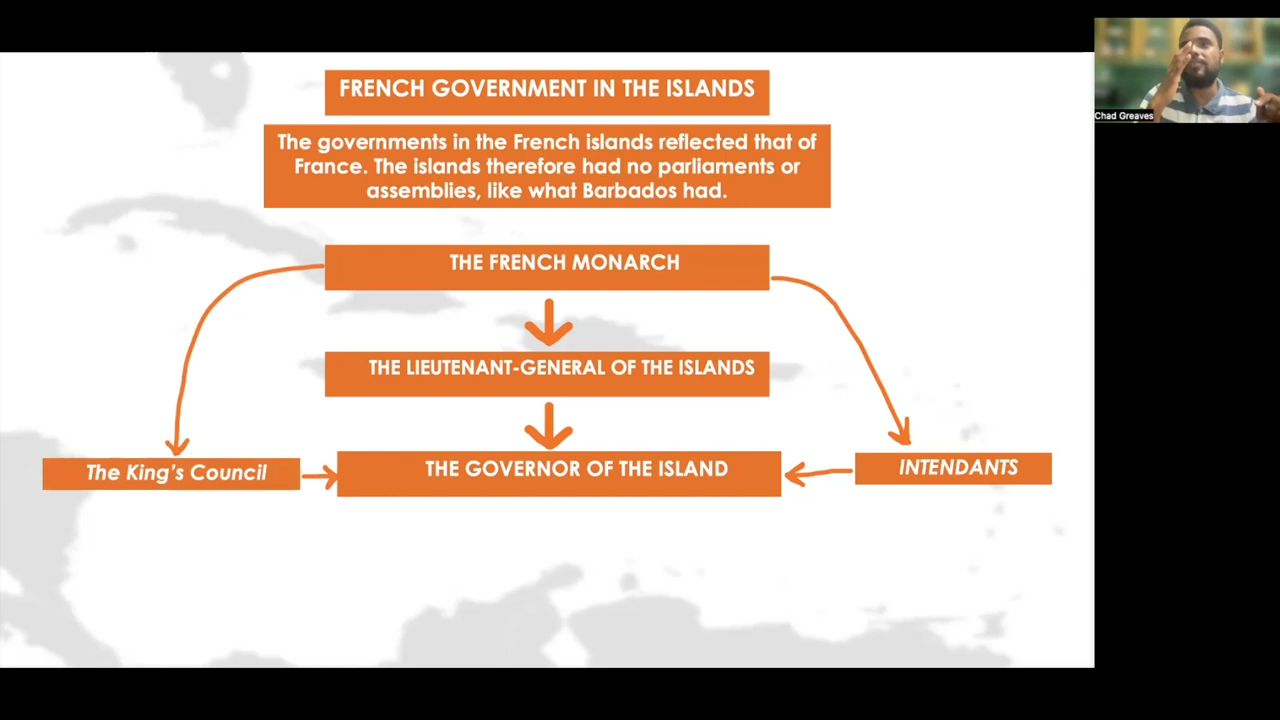 FRENCH GOVERNMENT IN THE ISLANDS
The governments in the French islands reflected that of
France. The islands therefore had no parliaments or
assemblies, like what Barbados had.
THE FRENCH MONARCH
THE LIEUTENANT-GENERAL OF THE ISLANDS
The King's Council
THE GOVERNOR OF THE ISLAND
INTENDANTS
Chad Greaves